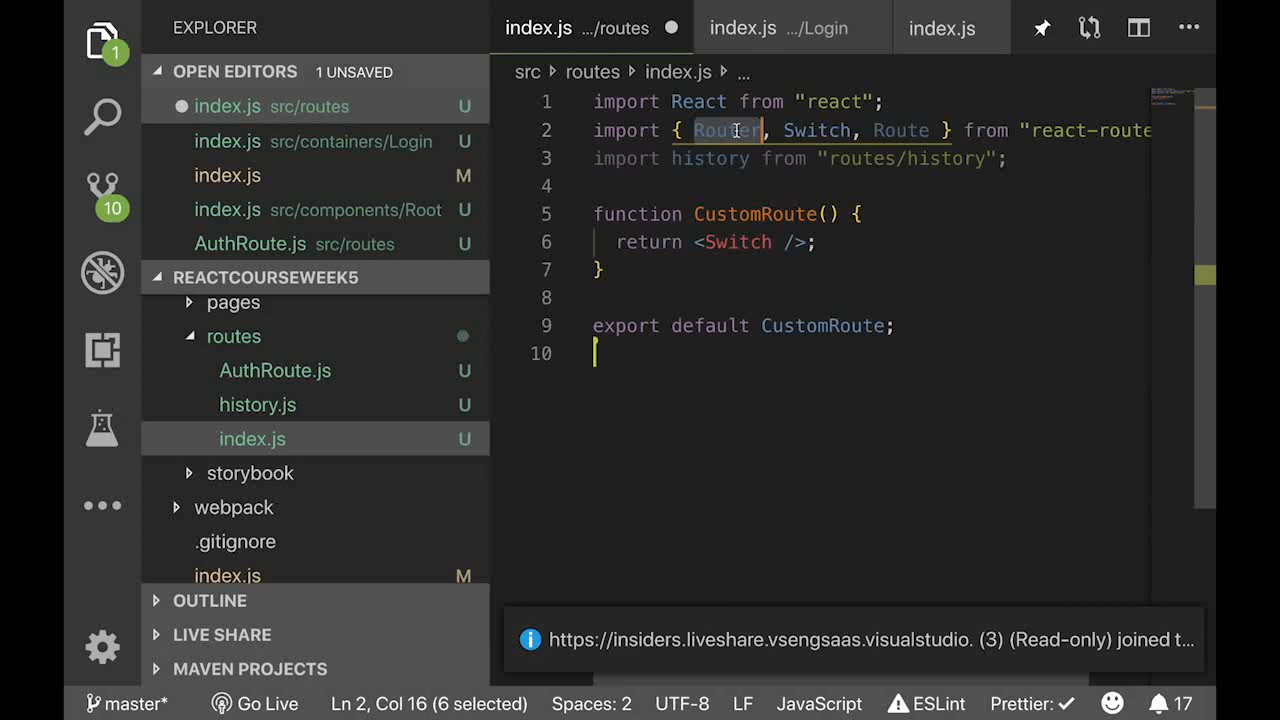 EXPLORER
OPEN EDITORS 1 UNSAVED
index.js src/routes U
index.js src/containers/Login U
index.js M
index.js src/components/Root U
AuthRoute.js src/routes U
REACTCOURSEWEEK5
pages
routes
AuthRoute.js U
history.js U
index.js U
storybook
webpack
.gitignore
index.js M
OUTLINE
LIVE SHARE
MAVEN PROJECTS
1
10
index.js .../routes
index.js .../Login
index.js
src routes index.js ...
1 import React from "react";
2 import { Router, Switch, Route } from "react-route
3 import history from "routes/history";
4
5 function CustomRoute() {
6 return <Switch />;
7 }
8
9 export default CustomRoute;
10
https://insiders.liveshare.vsengsaas.visualstudio. (3) (Read-only) joined t...
master* Go Live Ln 2, Col 16 (6 selected) Spaces: 2 UTF-8 LF JavaScript ESLint Prettier: 17